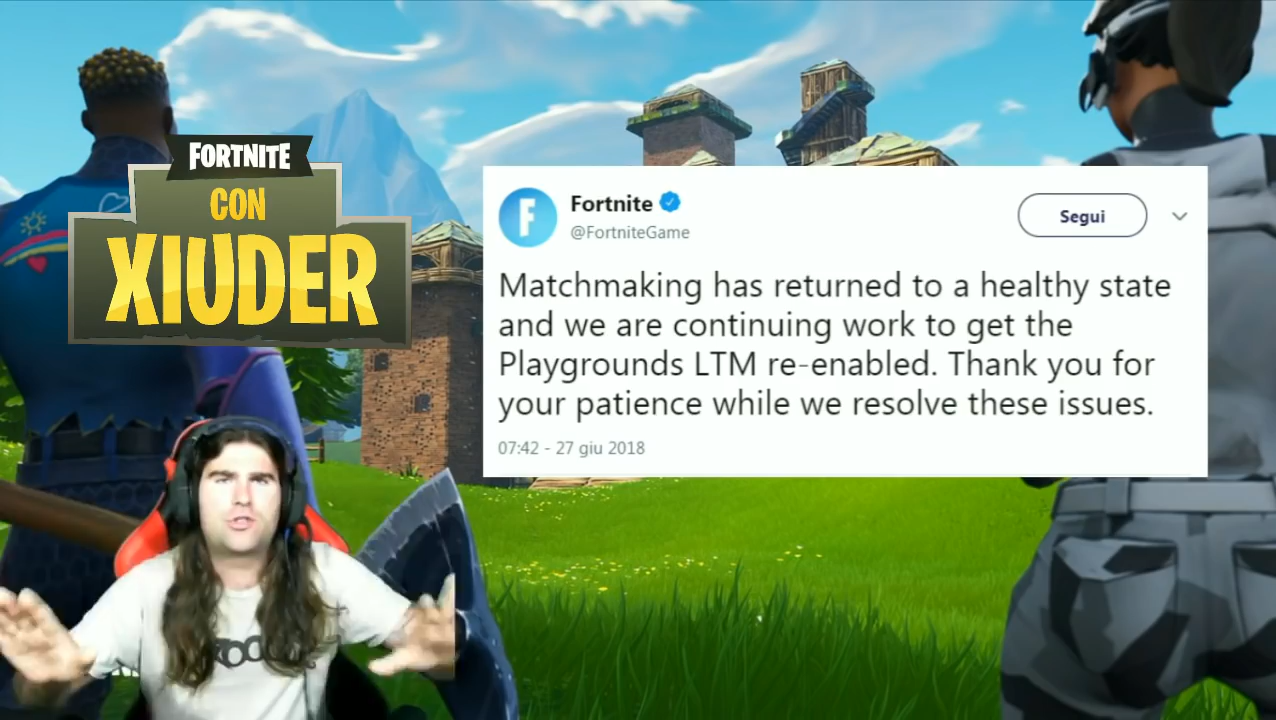 FORTNITE
CON
XIUDER
Fortnite
@FortniteGame
Segui
Matchmaking has returned to a healthy state
and we are continuing work to get the
Playgrounds LTM re-enabled. Thank you for
your patience while we resolve these issues.
07:42 - 27 giu 2018